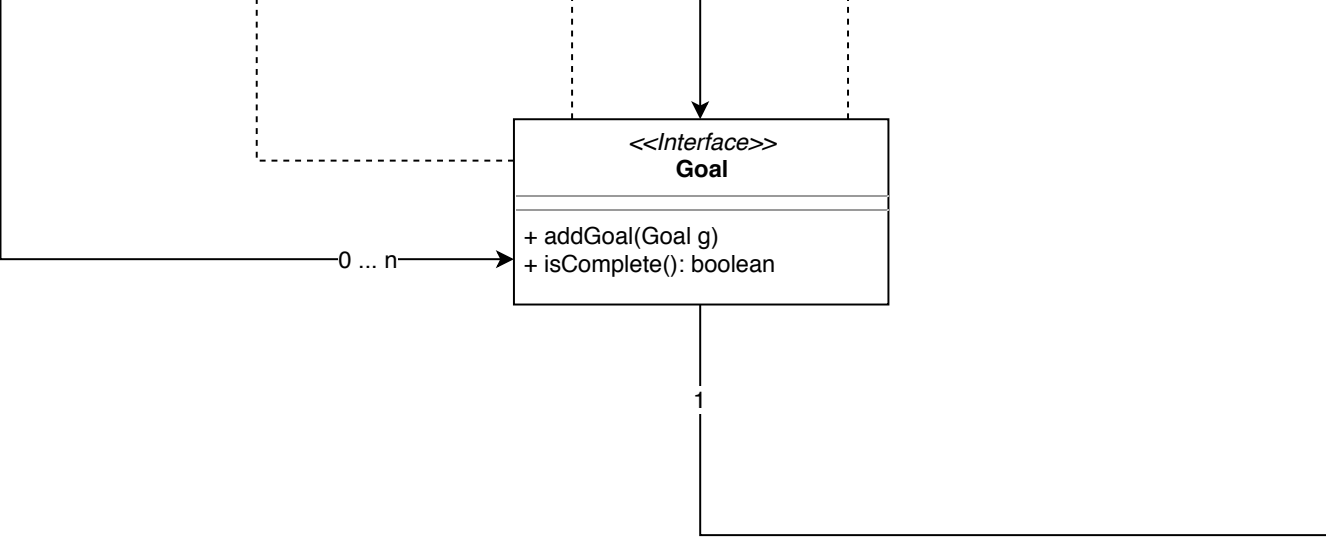 <<Interface>>
Goal
+ addGoal(Goal g)
0 ... n
+ isComplete(): boolean
1